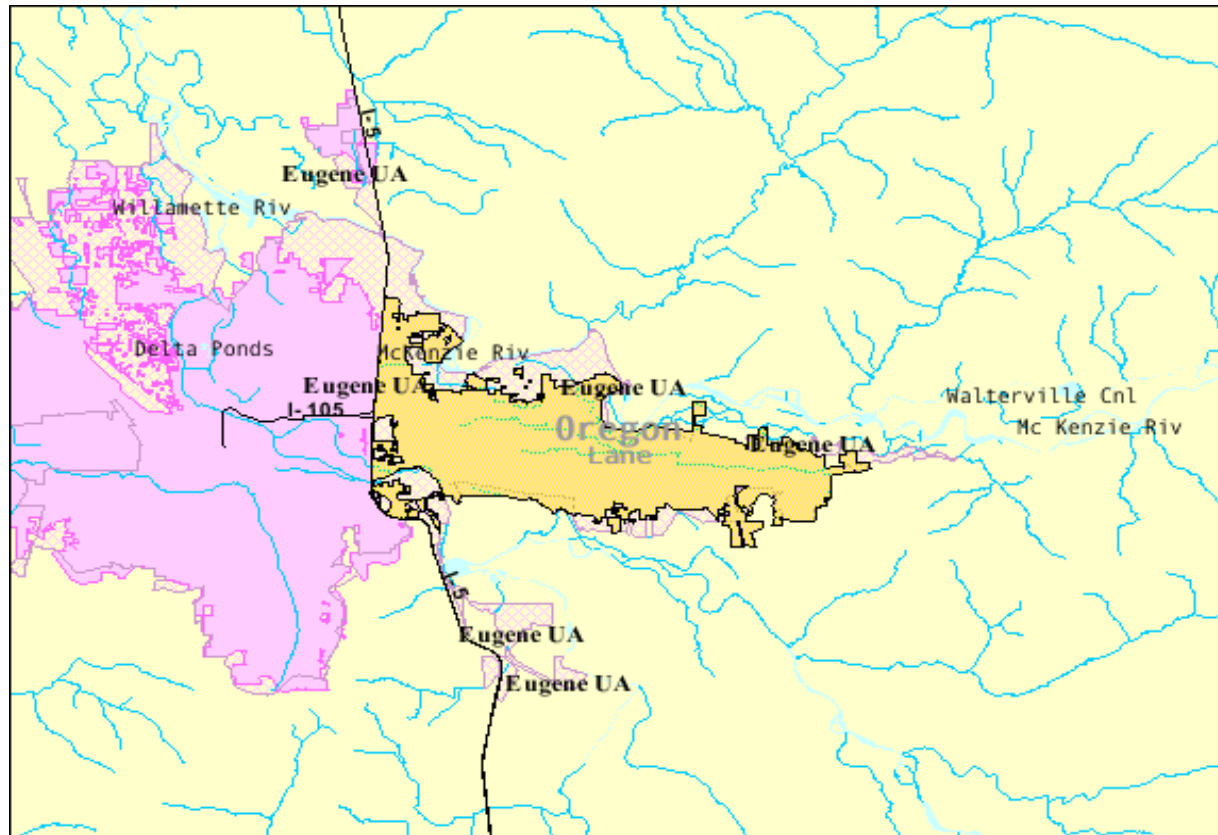 I-5
Eugene UA
Willamette Riv
Delta Ponds
McKenzie Riv
Eugene UA
Eugene UA
I-105
Walterville Cnl
Mc Kenzie Riv
Oregon
Lane
Eugene UA
I-5
Eugene UA
Eugene UA